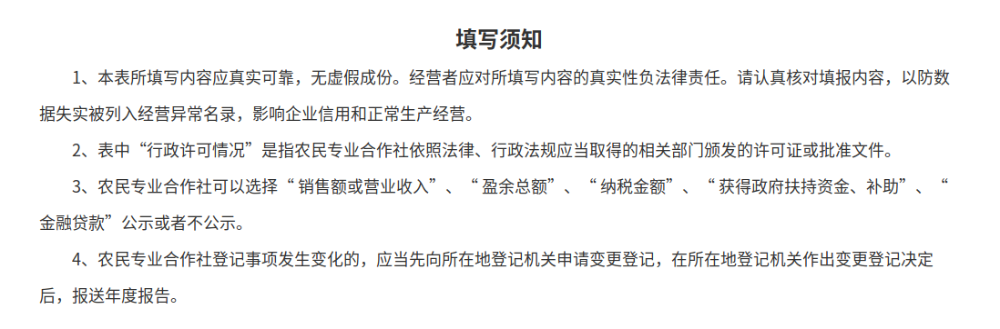 填写须知
1、本表所填写内容应真实可靠，无虚假成份。经营者应对所填写内容的真实性负法律责任。请认真核对填报内容，以防数
据失实被列入经营异常名录，影响企业信用和正常生产经营。
2、表中“行政许可情况”是指农民专业合作社依照法律、行政法规应当取得的相关部门颁发的许可证或批准文件。
3、农民专业合作社可以选择“ 销售额或营业收入”、“ 盈余总额”、“ 纳税金额”、“ 获得政府扶持资金、补助”、“
金融贷款”公示或者不公示。
4、农民专业合作社登记事项发生变化的，应当先向所在地登记机关申请变更登记，在所在地登记机关作出变更登记决定
后，报送年度报告。